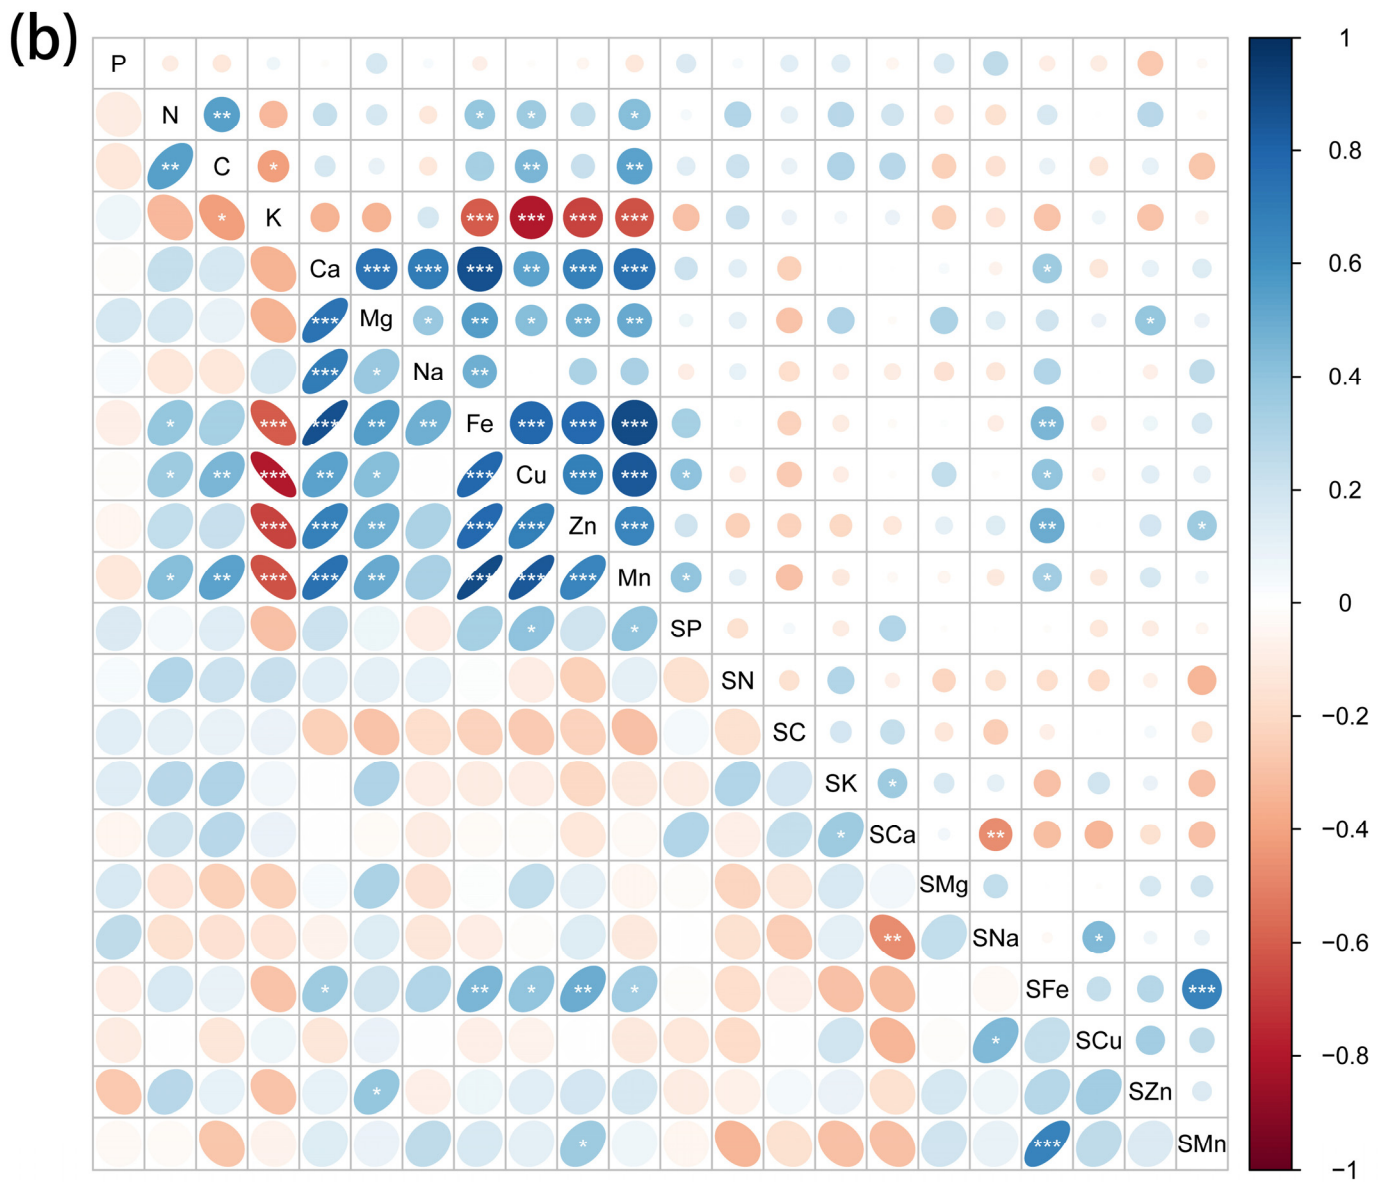 (b)
1
P
N ** * * *
** C * ** **
* K *** *** *** ***
0.8
Ca *** *** *** ** *** *** *
0.6
*** Mg * ** * ** ** *
*** * Na **
0.4
* *** *** ** ** Fe *** *** *** **
* ** *** ** * *** Cu *** *** * *
0.2
*** *** ** *** *** Zn *** ** *
* ** *** *** ** *** *** *** Mn * *
0
* * SP
SN
−0.2
SC
SK *
* SCa **
−0.4
SMg
** SNa *
−0.6
* ** * ** * SFe ***
* SCu
−0.8
* SZn
* *** SMn
−1